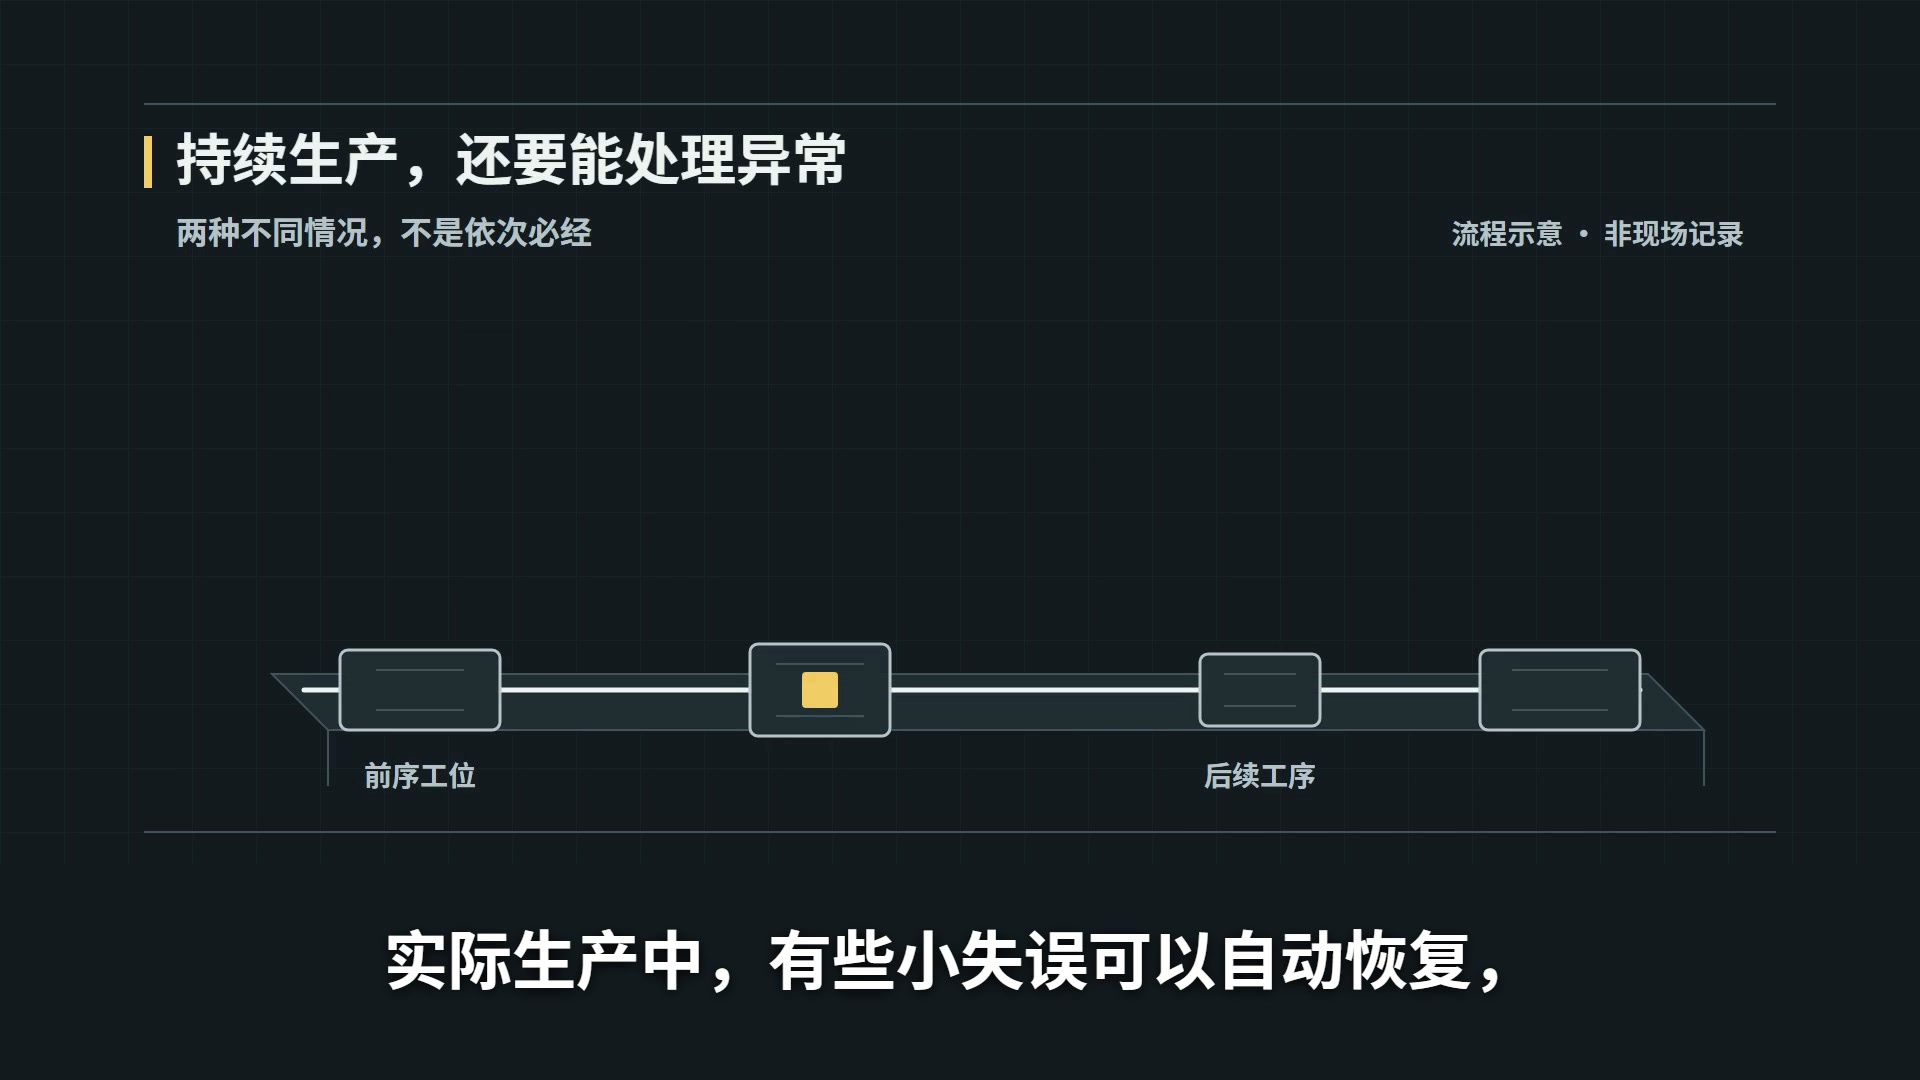 持续生产，还要能处理异常
两种不同情况，不是依次必经
流程示意 · 非现场记录
前序工位
后续工序
实际生产中，有些小失误可以自动恢复，